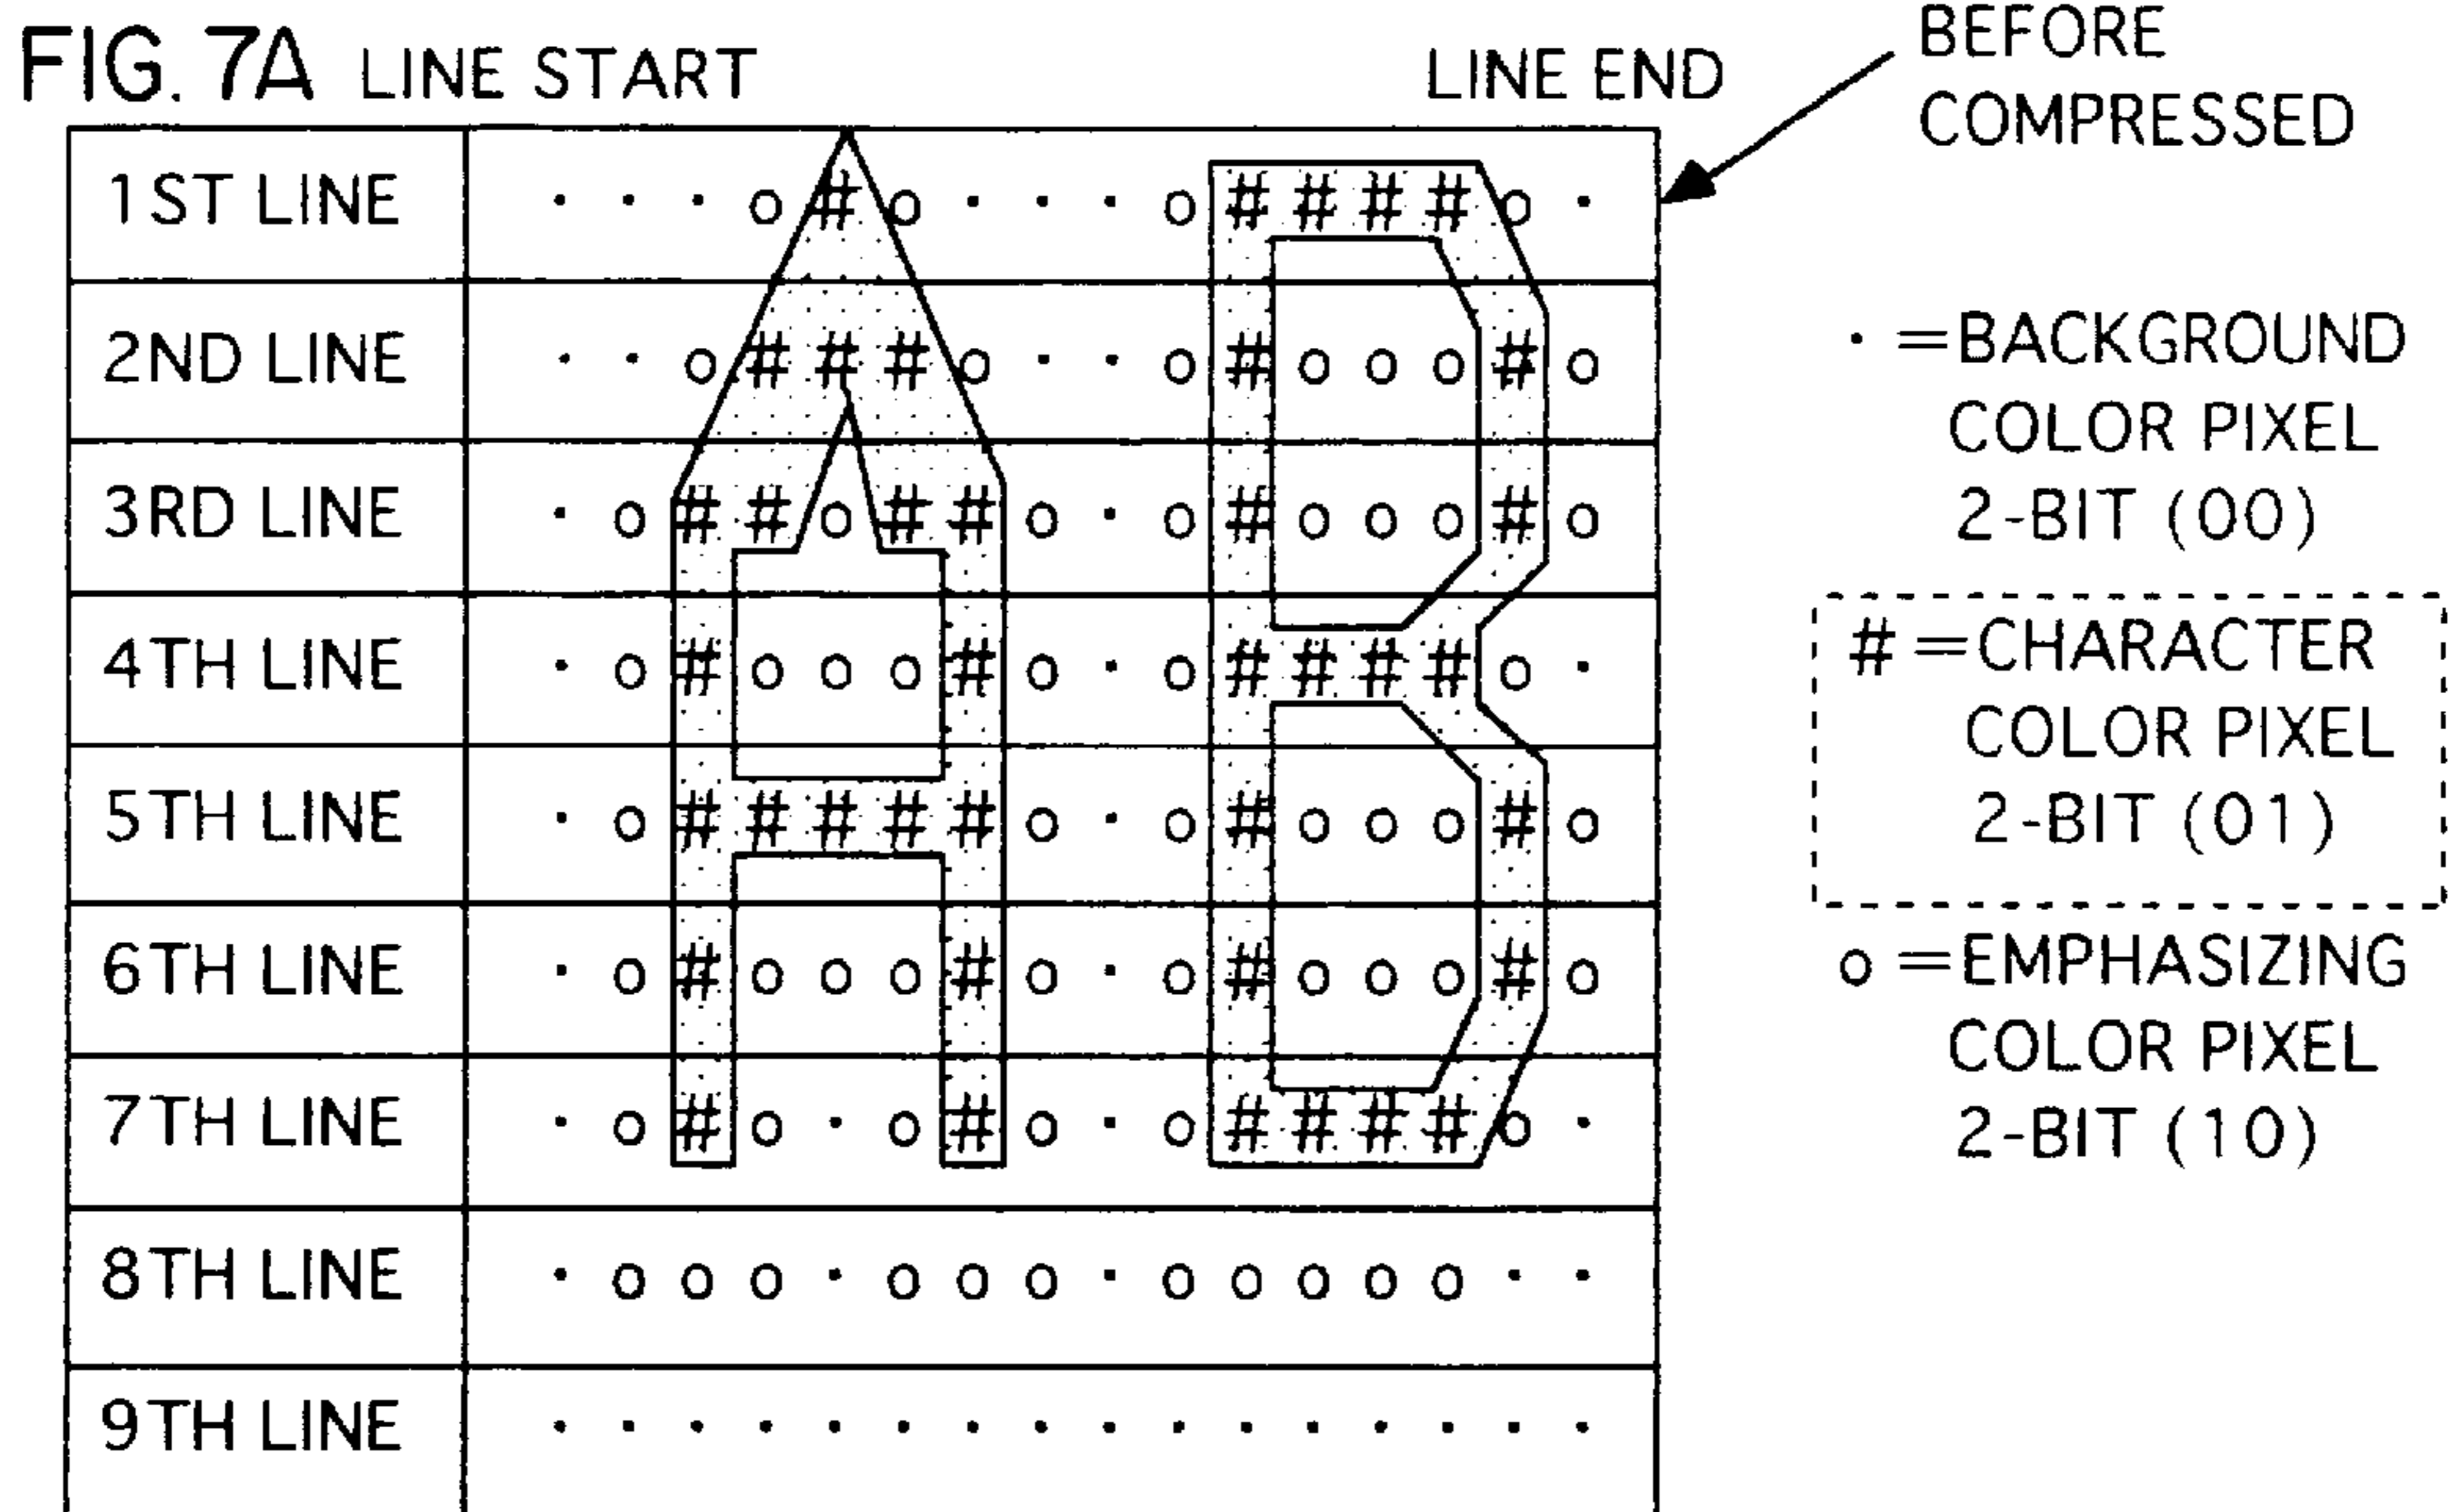 FIG. 7A LINE START LINE END
BEFORE
COMPRESSED
1ST LINE · · · o # o · · · o # # # # o ·
2ND LINE · · o # # # o · · o # o o o # o
3RD LINE · o # # o # # o · o # o o o # o
4TH LINE · o # o o o # o · o # # # # o ·
5TH LINE · o # # # # # o · o # o o o # o
6TH LINE · o # o o o # o · o # o o o # o
7TH LINE · o # o · o # o · o # # # # o ·
8TH LINE · o o o · o o o · o o o o o · ·
9TH LINE · · · · · · · · · · · · · · · ·
· =BACKGROUND
COLOR PIXEL
2-BIT (00)
# =CHARACTER
COLOR PIXEL
2-BIT (01)
o =EMPHASIZING
COLOR PIXEL
2-BIT (10)